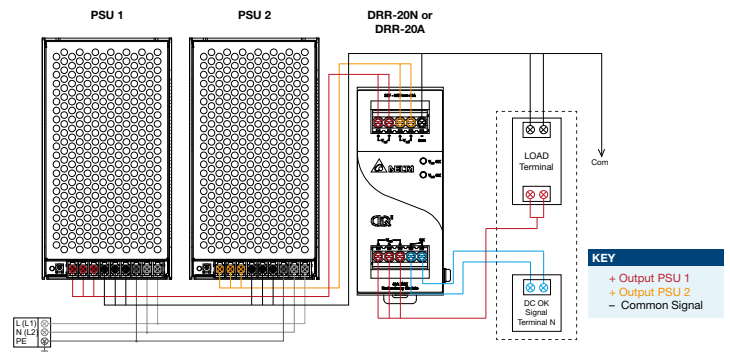 PSU 1
PSU 2
DRR-20N or
DRR-20A
DELTA
LOAD
Terminal
Com
DC OK
Signal
Terminal N
L (L1)
N (L2)
PE
KEY
+ Output PSU 1
+ Output PSU 2
– Common Signal